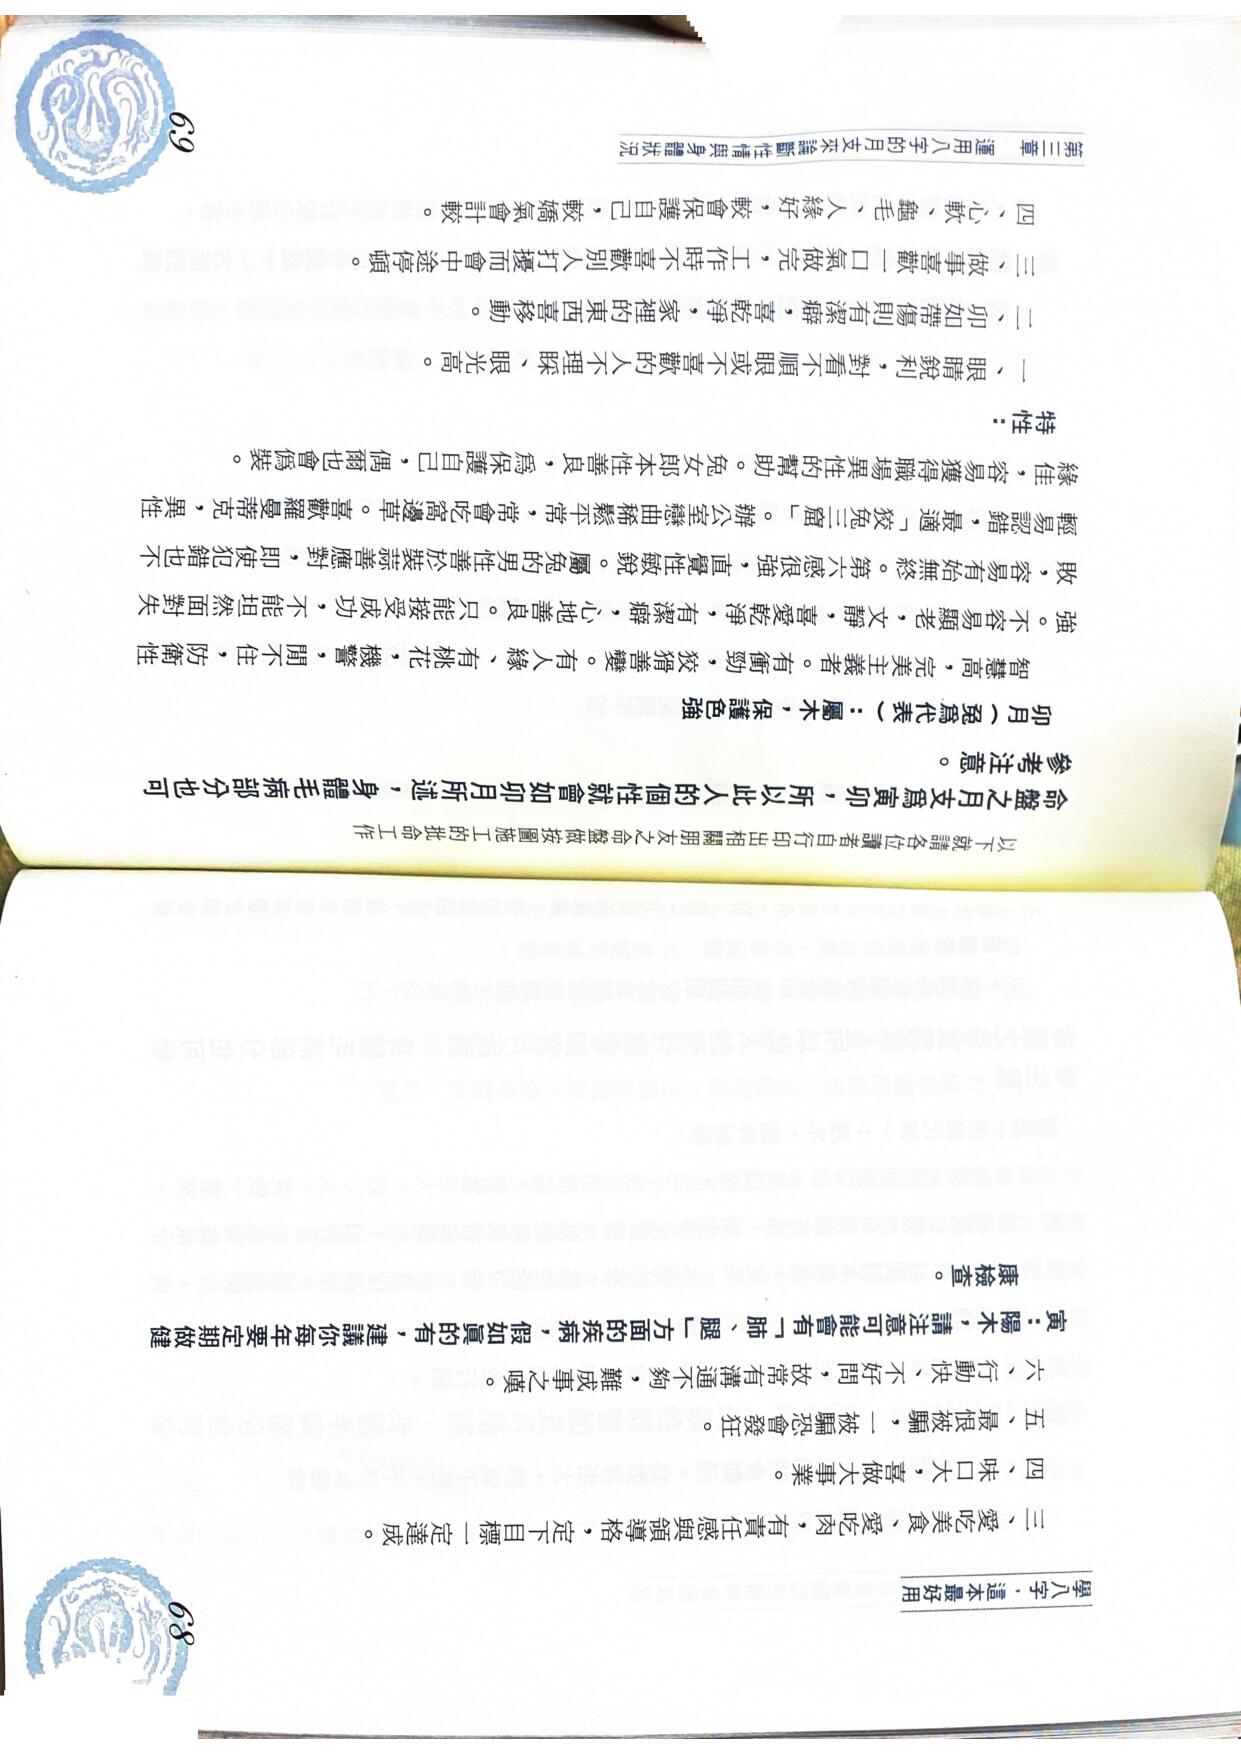 學八字，這本最好用
三、愛吃美食、愛吃肉，有責任感與領導格，定下目標一定達成。
四、味口大，喜做大事業。
五、最恨被騙，一被騙恐會發狂。
六、行動快、不好問，故常有溝通不夠，難成事之嘆。
寅：陽木，請注意可能會有「肺、腿」方面的疾病，假如眞的有，建議你每年要定期做健
康檢查。
68
以下就請各位讀者自行印出相關朋友之命盤做按圖施工的批命工作
命盤之月支爲寅卯，所以此人的個性就會如卯月所述，身體毛病部分也可
參考注意。
卯月（兔爲代表）：屬木，保護色強
智慧高，完美主義者。有衝勁，狡猾善變。有人緣、有桃花，機警，閒不住，防衛性
強。不容易顯老，文靜，喜愛乾淨，有潔癖，心地善良。只能接受成功，不能坦然面對失
敗，容易有始無終。第六感很強，直覺性敏銳。屬兔的男性善於裝蒜善應對，即使犯錯也不
輕易認錯，最適「狡兔三窟」。辦公室戀曲稀鬆平常，常會吃窩邊草。喜歡羅曼蒂克，異性
緣佳，容易獲得職場異性的幫助。兔女郎本性善良，爲保護自己，偶爾也會僞裝。
特性：
一、眼睛銳利，對看不順眼或不喜歡的人不理睬、眼光高。
二、卯如帶傷則有潔癖，喜乾淨，家裡的東西喜移動。
三、做事喜歡一口氣做完，工作時不喜歡別人打擾而會中途停頓。
四、心軟、龜毛、人緣好，較會保護自己，較嬌氣會計較。
第三章　運用八字的月支來論斷性情與身體狀況
69